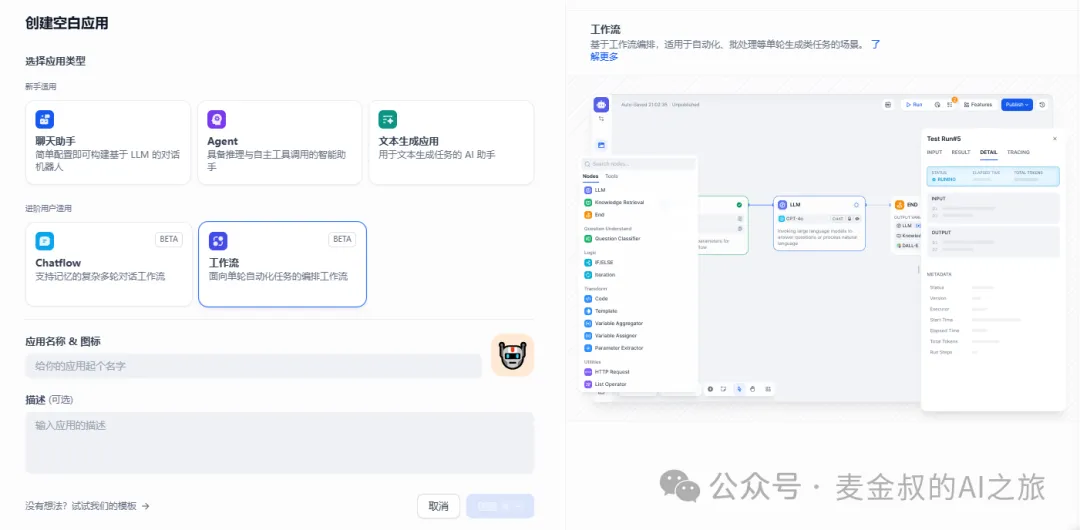 创建空白应用
选择应用类型
新手适用
聊天助手
简单配置即可构建基于 LLM 的对话
机器人
Agent
具备推理与自主工具调用的智能助
手
文本生成应用
用于文本生成任务的 AI 助手
进阶用户适用
BETA
Chatflow
支持记忆的复杂多轮对话工作流
BETA
工作流
面向单轮自动化任务的编排工作流
应用名称 & 图标
给你的应用起个名字
描述 (可选)
输入应用的描述
没有想法? 试试我们的模板 →
取消
工作流
基于工作流编排,适用于自动化、批处理等单轮生成类任务的场景。 了
解更多
Run
Features
Publish
Search
Nodes Tools
LLM
Knowledge Retrieval
End
Question Understand
Question Classifier
Logic
IF/ELSE
Iteration
Transform
Code
Template
Variable Aggregator
Variable Assigner
Parameter Extractor
Utilities
HTTP Request
List Operator
LLM
GPT-4o
CHAT
Invoking large language models to
answer questions or process natural
language
END
LLM
DALL-E
Test Run#5
INPUT RESULT DETAIL TRACING
STATUS ELAPSED TIME TOTAL TOKENS
RUNNING
INPUT
OUTPUT
METADATA
Status
Version
Executor
Start Time
Elapsed Time
Total Tokens
Run Steps
公众号 · 麦金叔的AI之旅